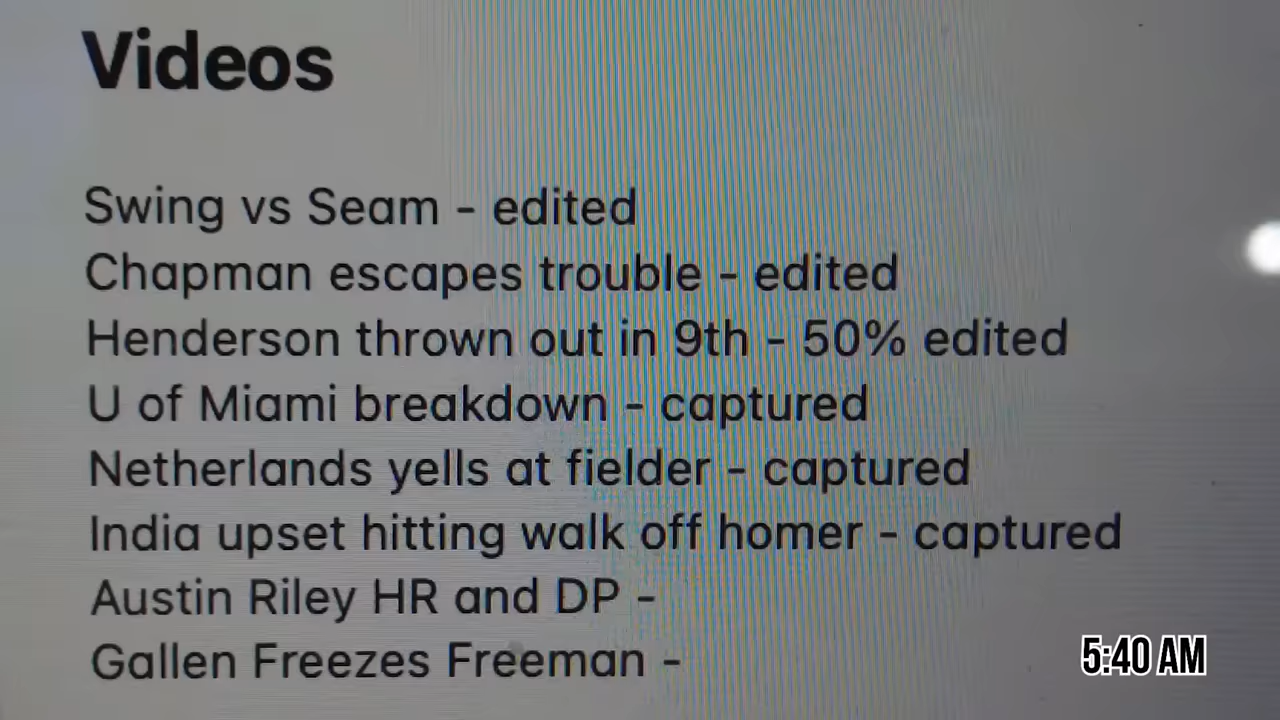 Videos
Swing vs Seam - edited
Chapman escapes trouble - edited
Henderson thrown out in 9th - 50% edited
U of Miami breakdown - captured
Netherlands yells at fielder - captured
India upset hitting walk off homer - captured
Austin Riley HR and DP -
Gallen Freezes Freeman -
5:40 AM